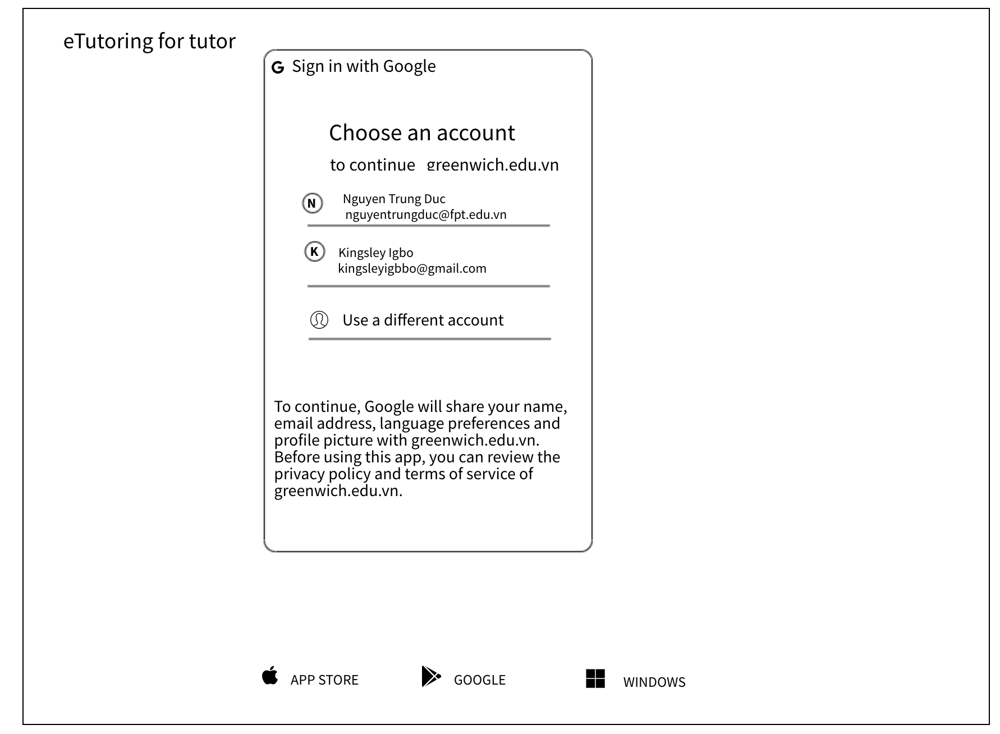 eTutoring for tutor
G Sign in with Google
Choose an account
to continue greenwich.edu.vn
N Nguyen Trung Duc
nguyentrungduc@fpt.edu.vn
K Kingsley Igbo
kingsleyigbbo@gmail.com
Use a different account
To continue, Google will share your name,
email address, language preferences and
profile picture with greenwich.edu.vn.
Before using this app, you can review the
privacy policy and terms of service of
greenwich.edu.vn.
APP STORE GOOGLE WINDOWS